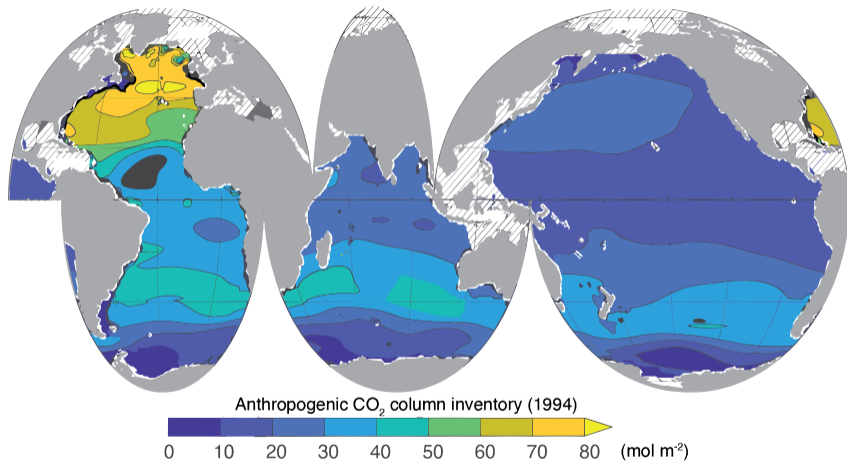 Anthropogenic CO₂ column inventory (1994)
0 10 20 30 40 50 60 70 80 (mol m⁻²)